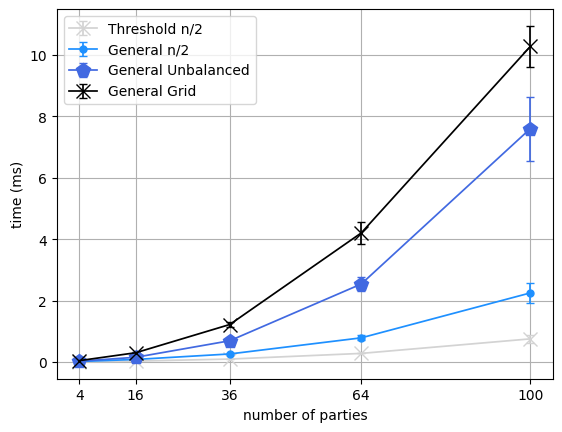 Threshold n/2
General n/2
General Unbalanced
General Grid
time (ms)
10
8
6
4
2
0
4 16 36 64 100
number of parties